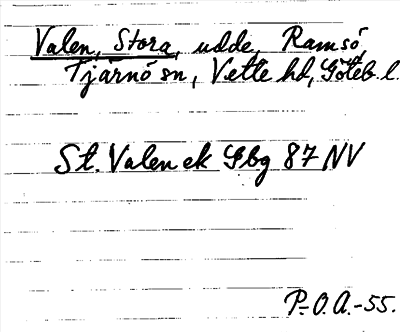 Valen, Stora, udde, Ramsö,
Tjärnö sn, Vette hd, Göteb. l.
St. Valen ek Gbg 87 NV
P.-O.A.-55.